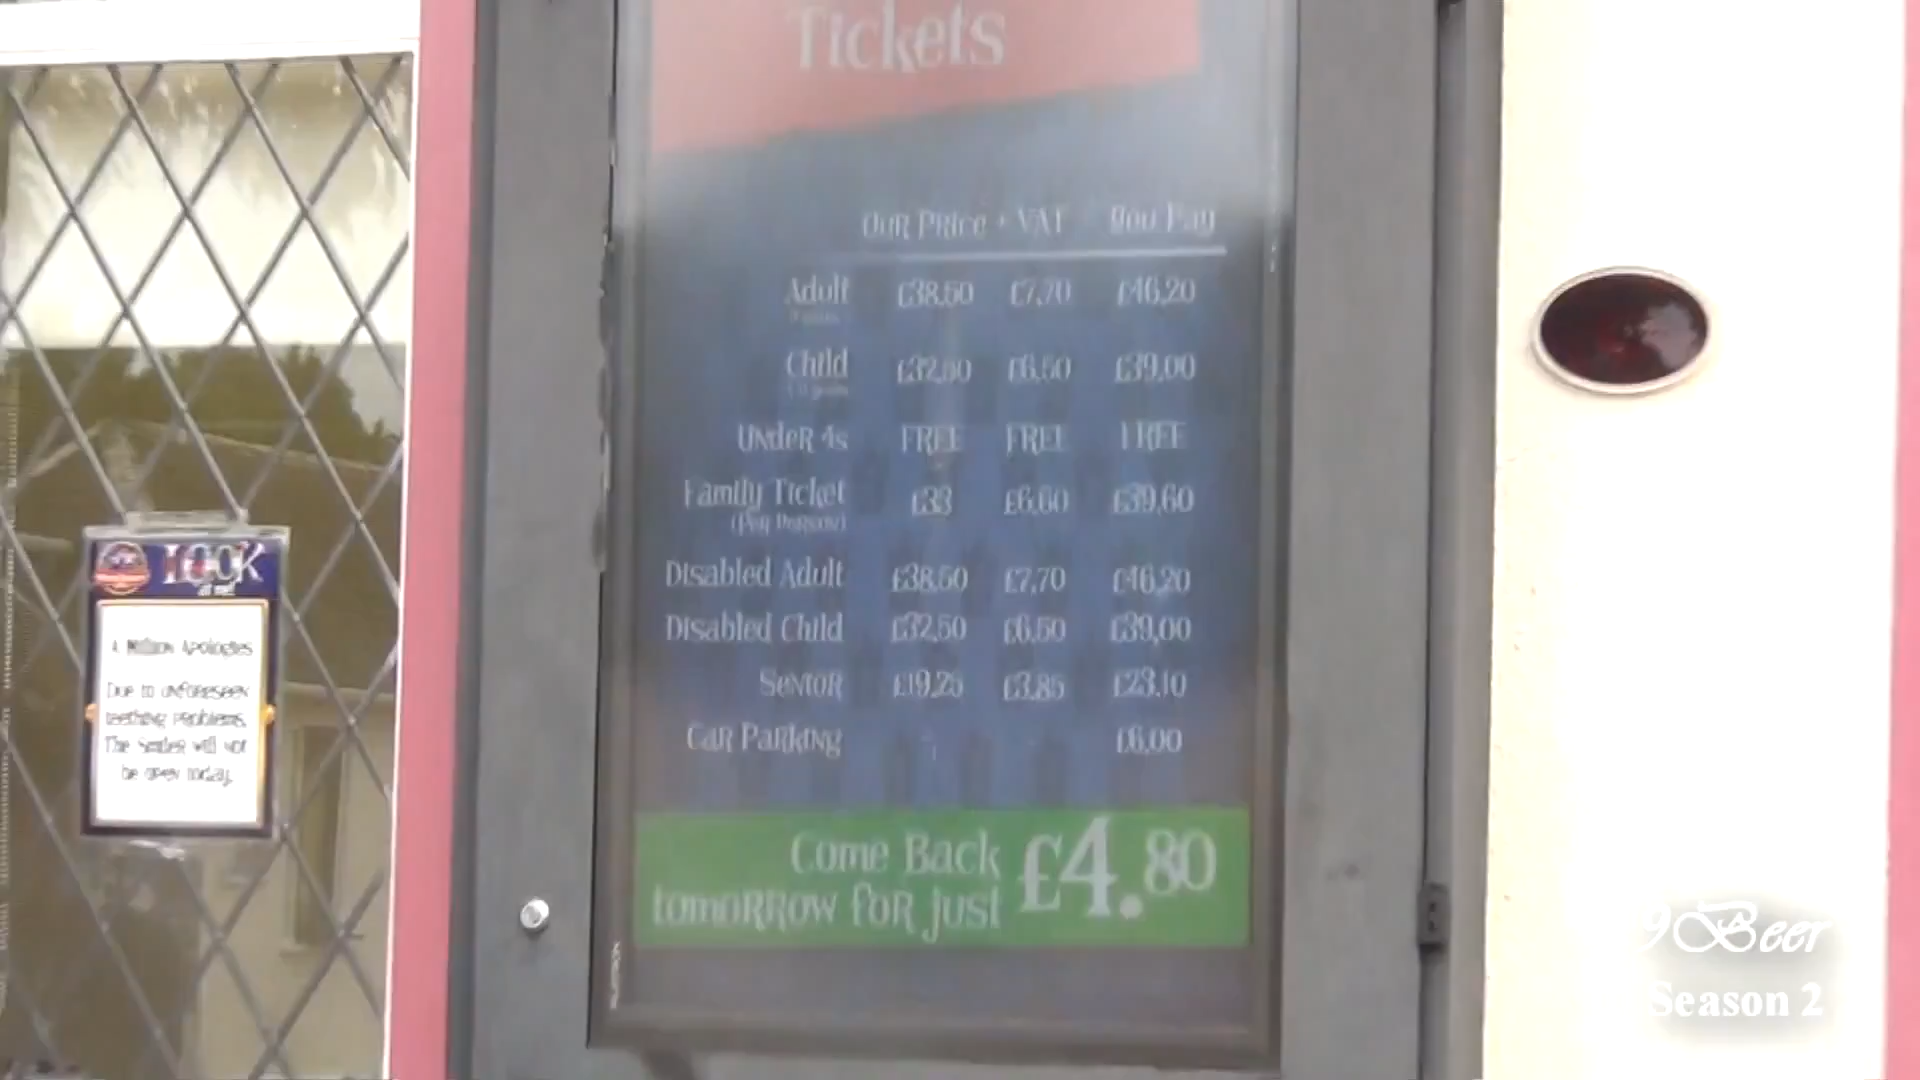 Tickets
Our Price + VAT You Pay
Adult £38.50 £7.70 £46.20
Child £32.50 £6.50 £39.00
Under 4s FREE FREE FREE
Family Ticket £33 £6.60 £39.60
(Per Person)
Disabled Adult £38.50 £7.70 £46.20
Disabled Child £32.50 £6.50 £39.00
Senior £19.25 £3.85 £23.10
Car Parking £6.00
Come Back
tomorrow for just £4.80
LOOK
at me!
A Million Apologies
Due to unforeseen
teething problems,
The Smiler will not
be open today.
9Beer
Season 2